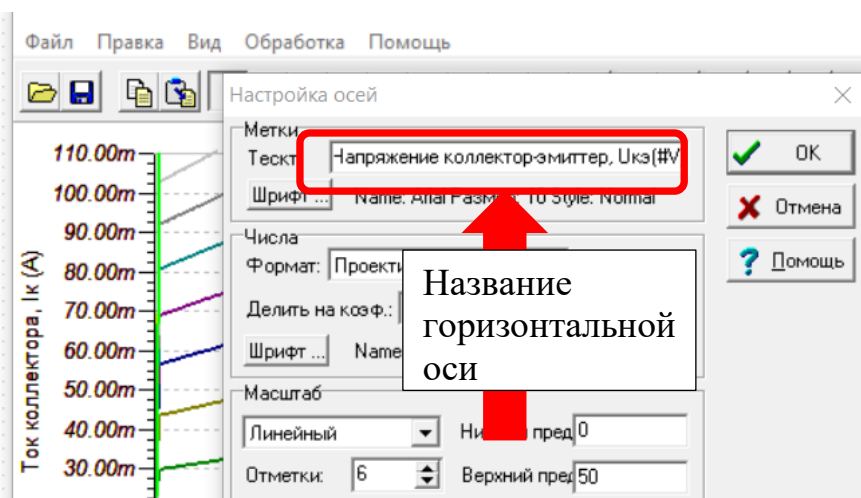 Файл Правка Вид Обработка Помощь
Настройка осей
Метки
Тескт Напряжение коллектор-эмиттер, Uкэ(#V
OK
Шрифт ... Name: Arial Размер: 10 Style: Normal
Отмена
Числа
Формат:
Помощь
Делить на коэф.:
Шрифт ... Name
Название
горизонтальной
оси
Масштаб
Линейный
пред 0
Отметки: 6 Верхний пред 50
110.00m
100.00m
90.00m
80.00m
70.00m
60.00m
50.00m
40.00m
30.00m
Ток коллектора, Iк (A)